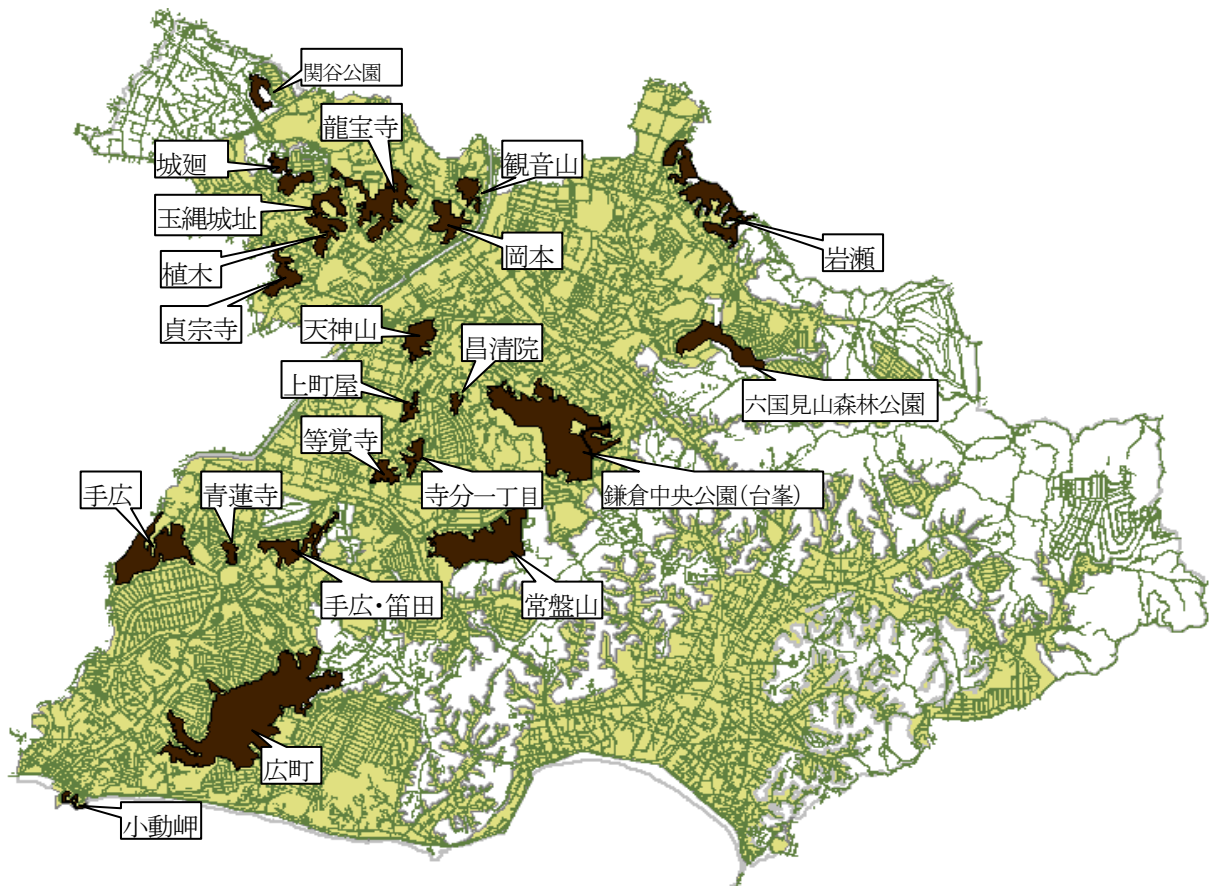 関谷公園
龍宝寺
城廻
観音山
玉縄城址
植木
岡本
岩瀬
貞宗寺
天神山
昌清院
上町屋
六国見山森林公園
等覚寺
手広
青蓮寺
寺分一丁目
鎌倉中央公園(台峯)
手広・笛田
常盤山
広町
小動岬